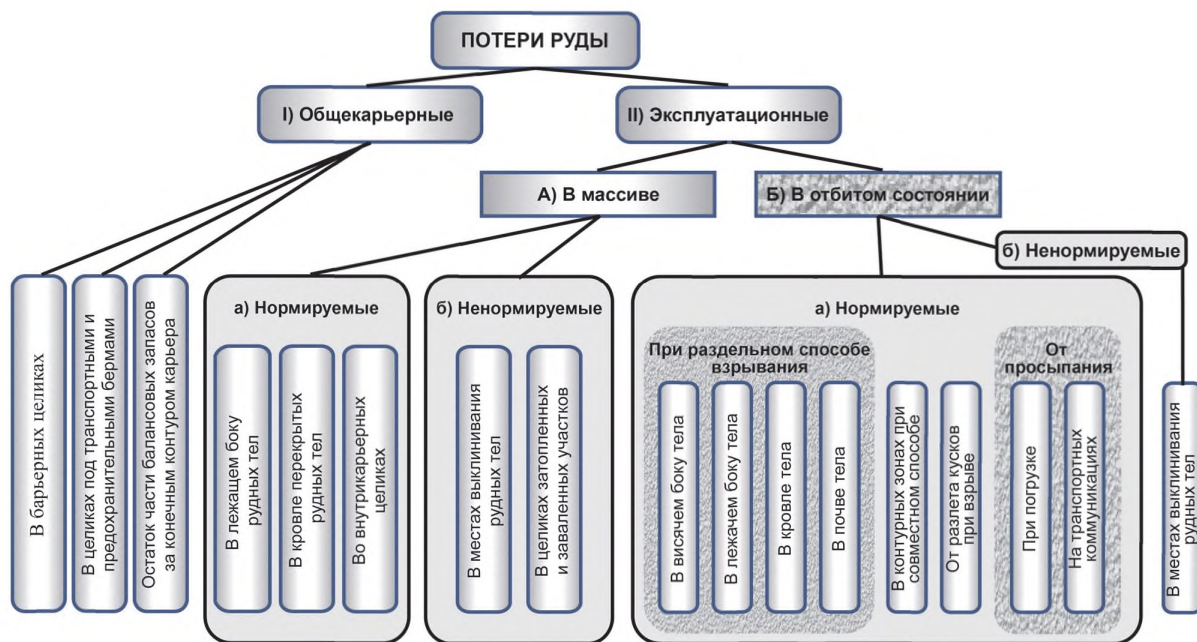 ПОТЕРИ РУДЫ
I) Общекарьерные
II) Эксплуатационные
А) В массиве
Б) В отбитом состоянии
б) Ненормируемые
В барьерных целиках
В целиках под транспортными и
предохранительными бермами
Остаток части балансовых запасов
за конечным контуром карьера
а) Нормируемые
В лежащем боку
рудных тел
В кровле перекрытых
рудных тел
Во внутрикарьерных
целиках
б) Ненормируемые
В местах выклинивания
рудных тел
В целиках затопленных
и заваленных участков
а) Нормируемые
При раздельном способе
взрывания
В висячем боку тела
В лежачем боку тела
В кровле тела
В почве тела
В контурных зонах при
совместном способе
От разлета кусков
при взрыве
От
просыпания
При погрузке
На транспортных
коммуникациях
В местах выклинивания
рудных тел